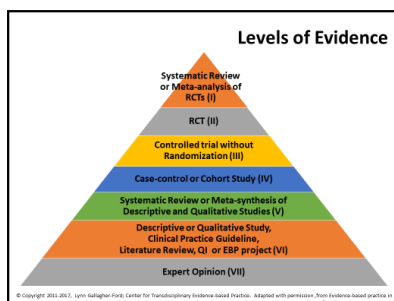 Levels of Evidence
Systematic Review
or Meta-analysis of
RCTs (I)
RCT (II)
Controlled trial without
Randomization (III)
Case-control or Cohort Study (IV)
Systematic Review or Meta-synthesis of
Descriptive and Qualitative Studies (V)
Descriptive or Qualitative Study,
Clinical Practice Guideline,
Literature Review, QI or EBP project (VI)
Expert Opinion (VII)
© Copyright 2011-2017, Lynn Gallagher-Ford; Center for Transdisciplinary Evidence-based Practice. Adapted with permission, from Evidence-based practice in